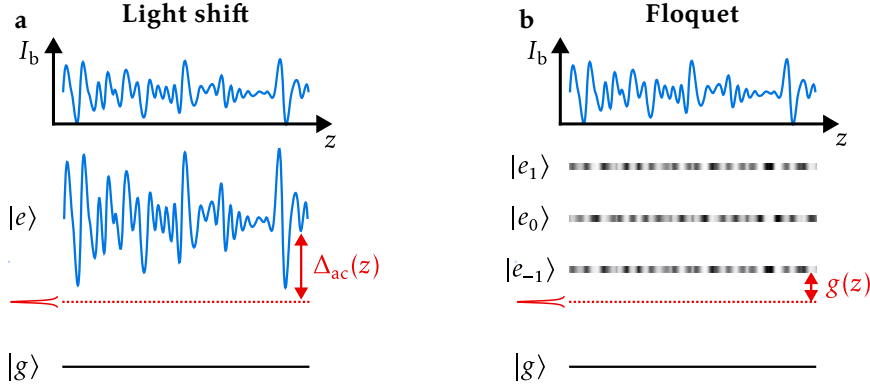 a Light shift
I_b
z
|e⟩
Δ_ac(z)
|g⟩
b Floquet
I_b
z
|e_1⟩
|e_0⟩
|e_{−1}⟩
g(z)
|g⟩